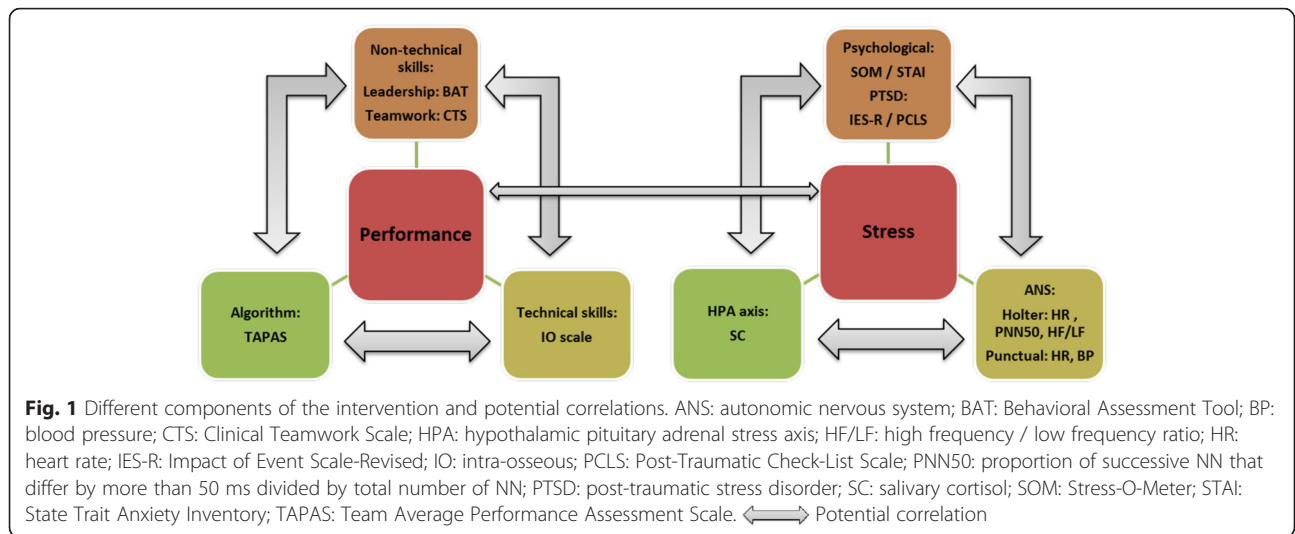 Non-technical
skills:
Leadership: BAT
Teamwork: CTS
Performance
Algorithm:
TAPAS
Technical skills:
IO scale
Psychological:
SOM / STAI
PTSD:
IES-R / PCLS
Stress
HPA axis:
SC
ANS:
Holter: HR ,
PNN50, HF/LF
Punctual: HR, BP
Fig. 1 Different components of the intervention and potential correlations. ANS: autonomic nervous system; BAT: Behavioral Assessment Tool; BP:
blood pressure; CTS: Clinical Teamwork Scale; HPA: hypothalamic pituitary adrenal stress axis; HF/LF: high frequency / low frequency ratio; HR:
heart rate; IES-R: Impact of Event Scale-Revised; IO: intra-osseous; PCLS: Post-Traumatic Check-List Scale; PNN50: proportion of successive NN that
differ by more than 50 ms divided by total number of NN; PTSD: post-traumatic stress disorder; SC: salivary cortisol; SOM: Stress-O-Meter; STAI:
State Trait Anxiety Inventory; TAPAS: Team Average Performance Assessment Scale. Potential correlation